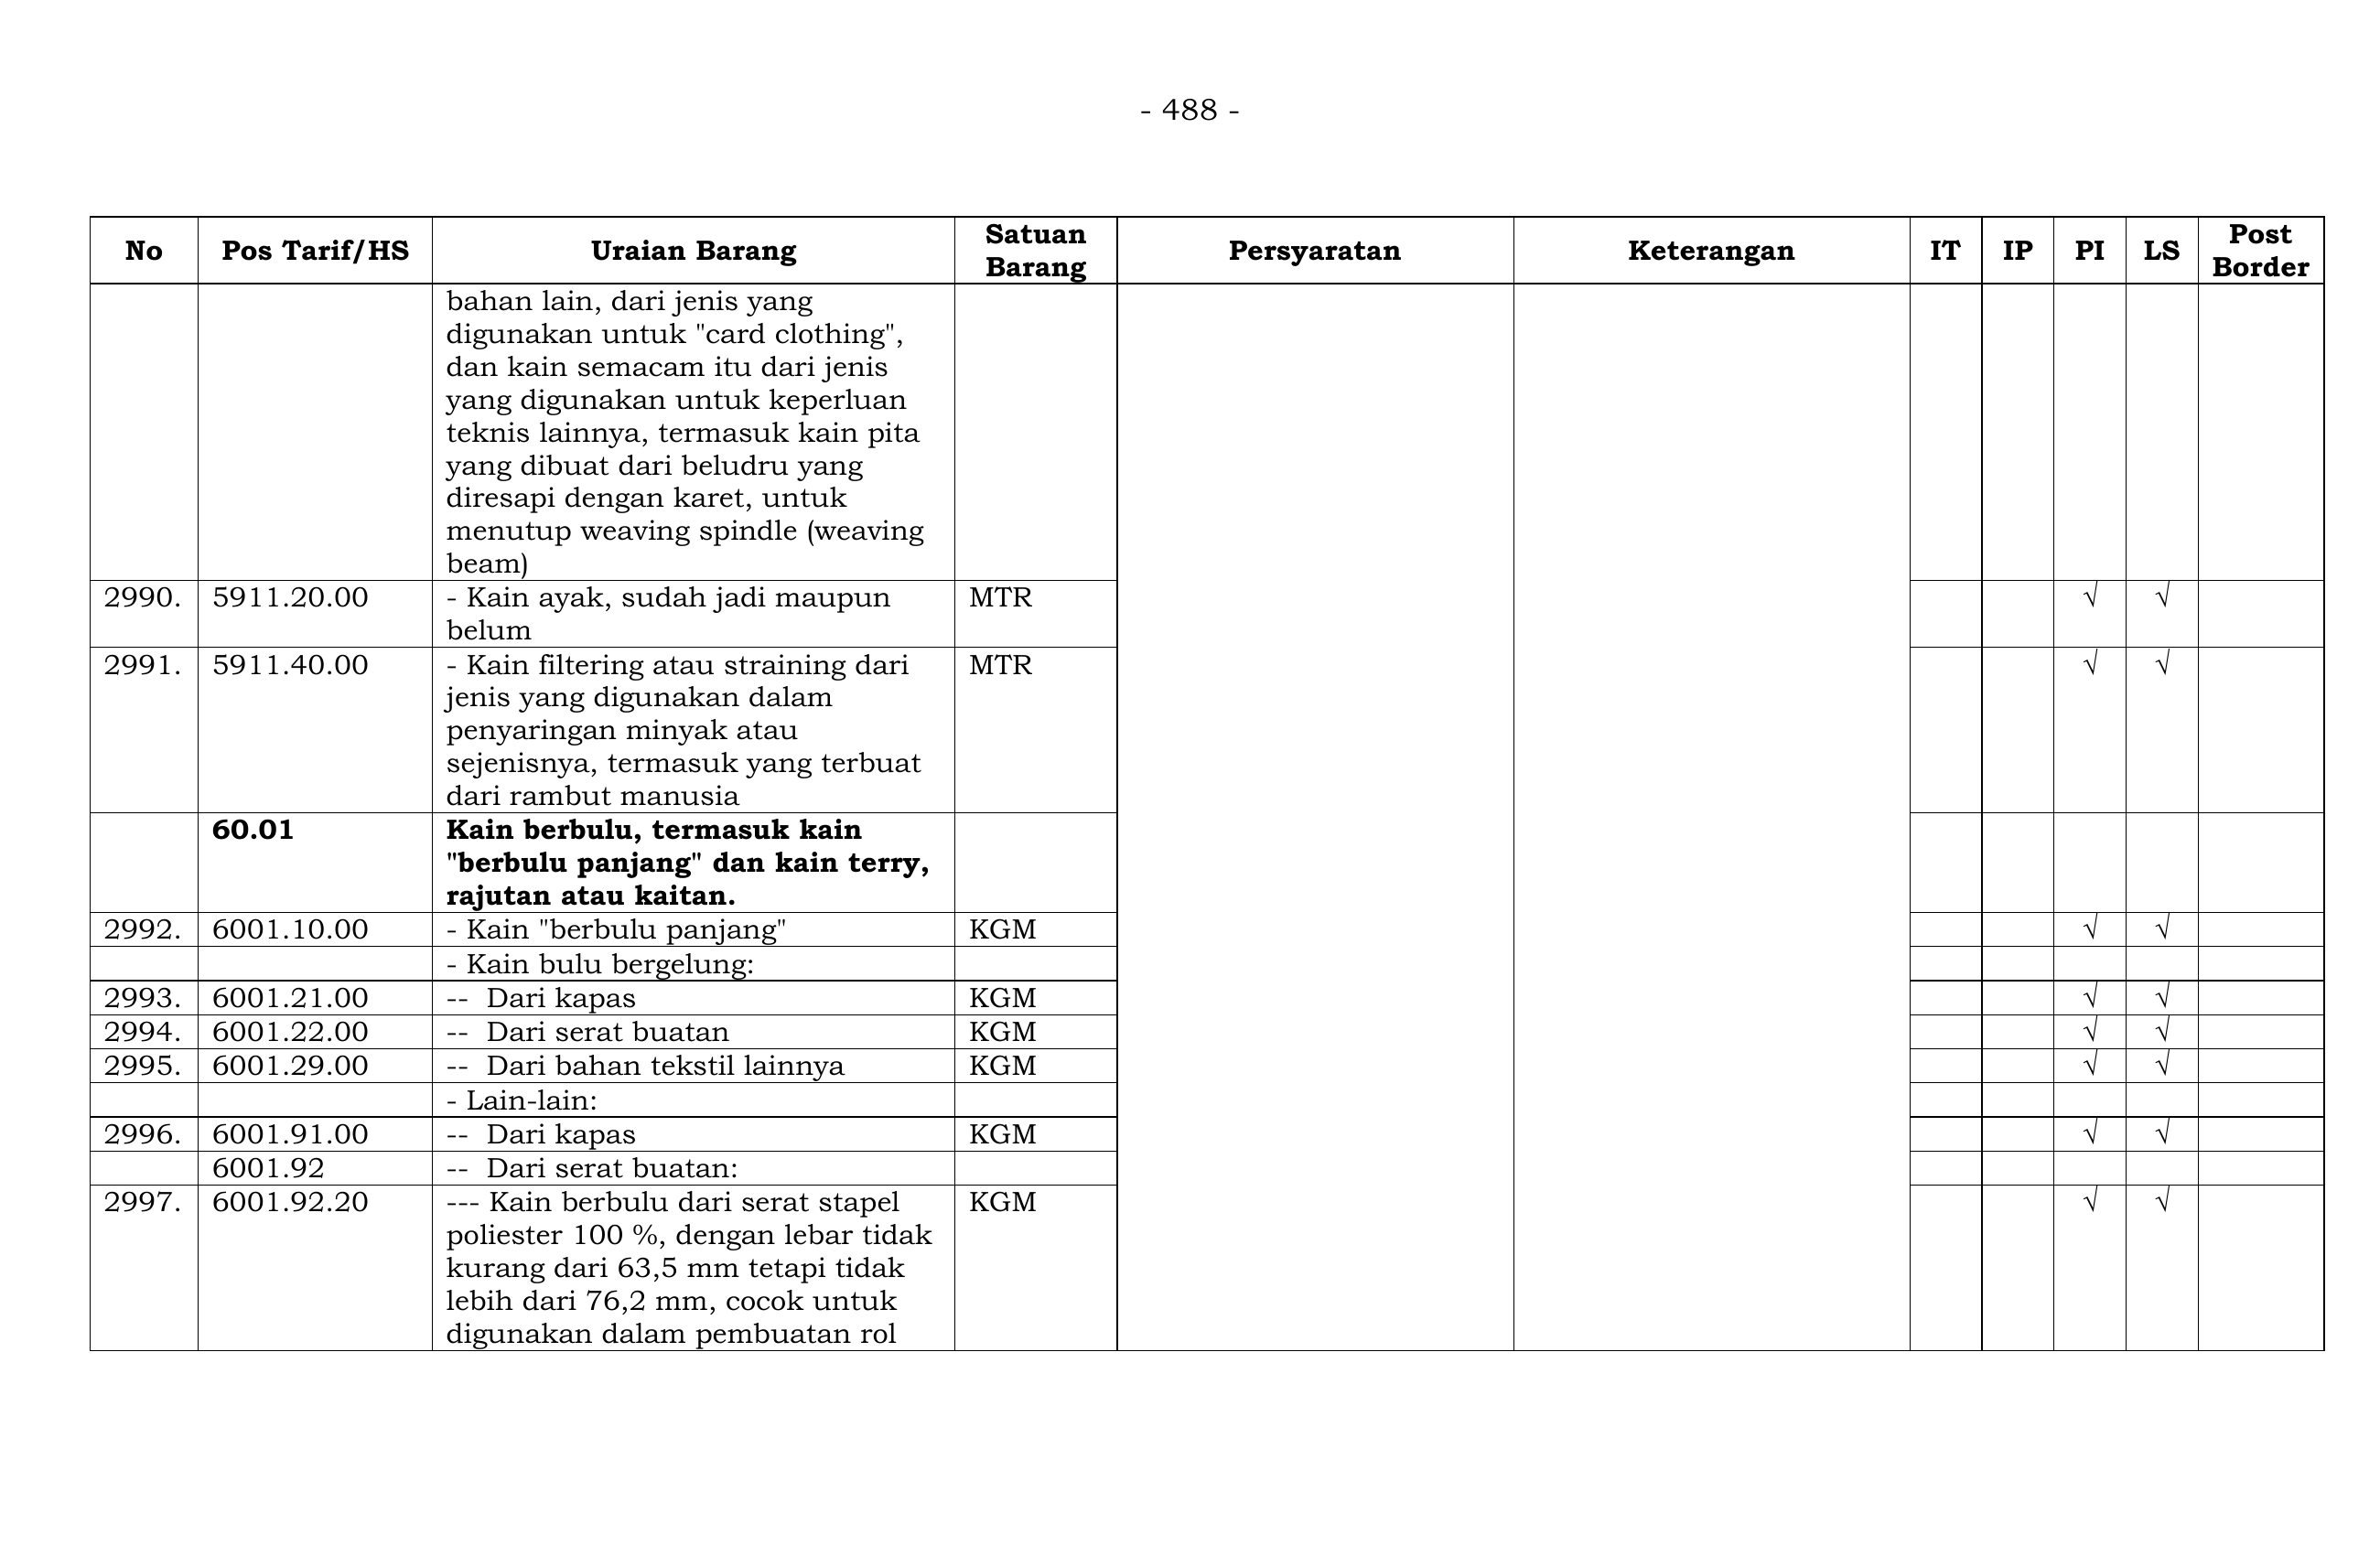 - 488 -
No Pos Tarif/HS Uraian Barang Satuan Barang Persyaratan Keterangan IT IP PI LS Post Border
bahan lain, dari jenis yang
digunakan untuk "card clothing",
dan kain semacam itu dari jenis
yang digunakan untuk keperluan
teknis lainnya, termasuk kain pita
yang dibuat dari beludru yang
diresapi dengan karet, untuk
menutup weaving spindle (weaving
beam)
2990. 5911.20.00 - Kain ayak, sudah jadi maupun MTR √ √
belum
2991. 5911.40.00 - Kain filtering atau straining dari MTR √ √
jenis yang digunakan dalam
penyaringan minyak atau
sejenisnya, termasuk yang terbuat
dari rambut manusia
60.01 Kain berbulu, termasuk kain
"berbulu panjang" dan kain terry,
rajutan atau kaitan.
2992. 6001.10.00 - Kain "berbulu panjang" KGM √ √
- Kain bulu bergelung:
2993. 6001.21.00 -- Dari kapas KGM √ √
2994. 6001.22.00 -- Dari serat buatan KGM √ √
2995. 6001.29.00 -- Dari bahan tekstil lainnya KGM √ √
- Lain-lain:
2996. 6001.91.00 -- Dari kapas KGM √ √
6001.92 -- Dari serat buatan:
2997. 6001.92.20 --- Kain berbulu dari serat stapel KGM √ √
poliester 100 %, dengan lebar tidak
kurang dari 63,5 mm tetapi tidak
lebih dari 76,2 mm, cocok untuk
digunakan dalam pembuatan rol